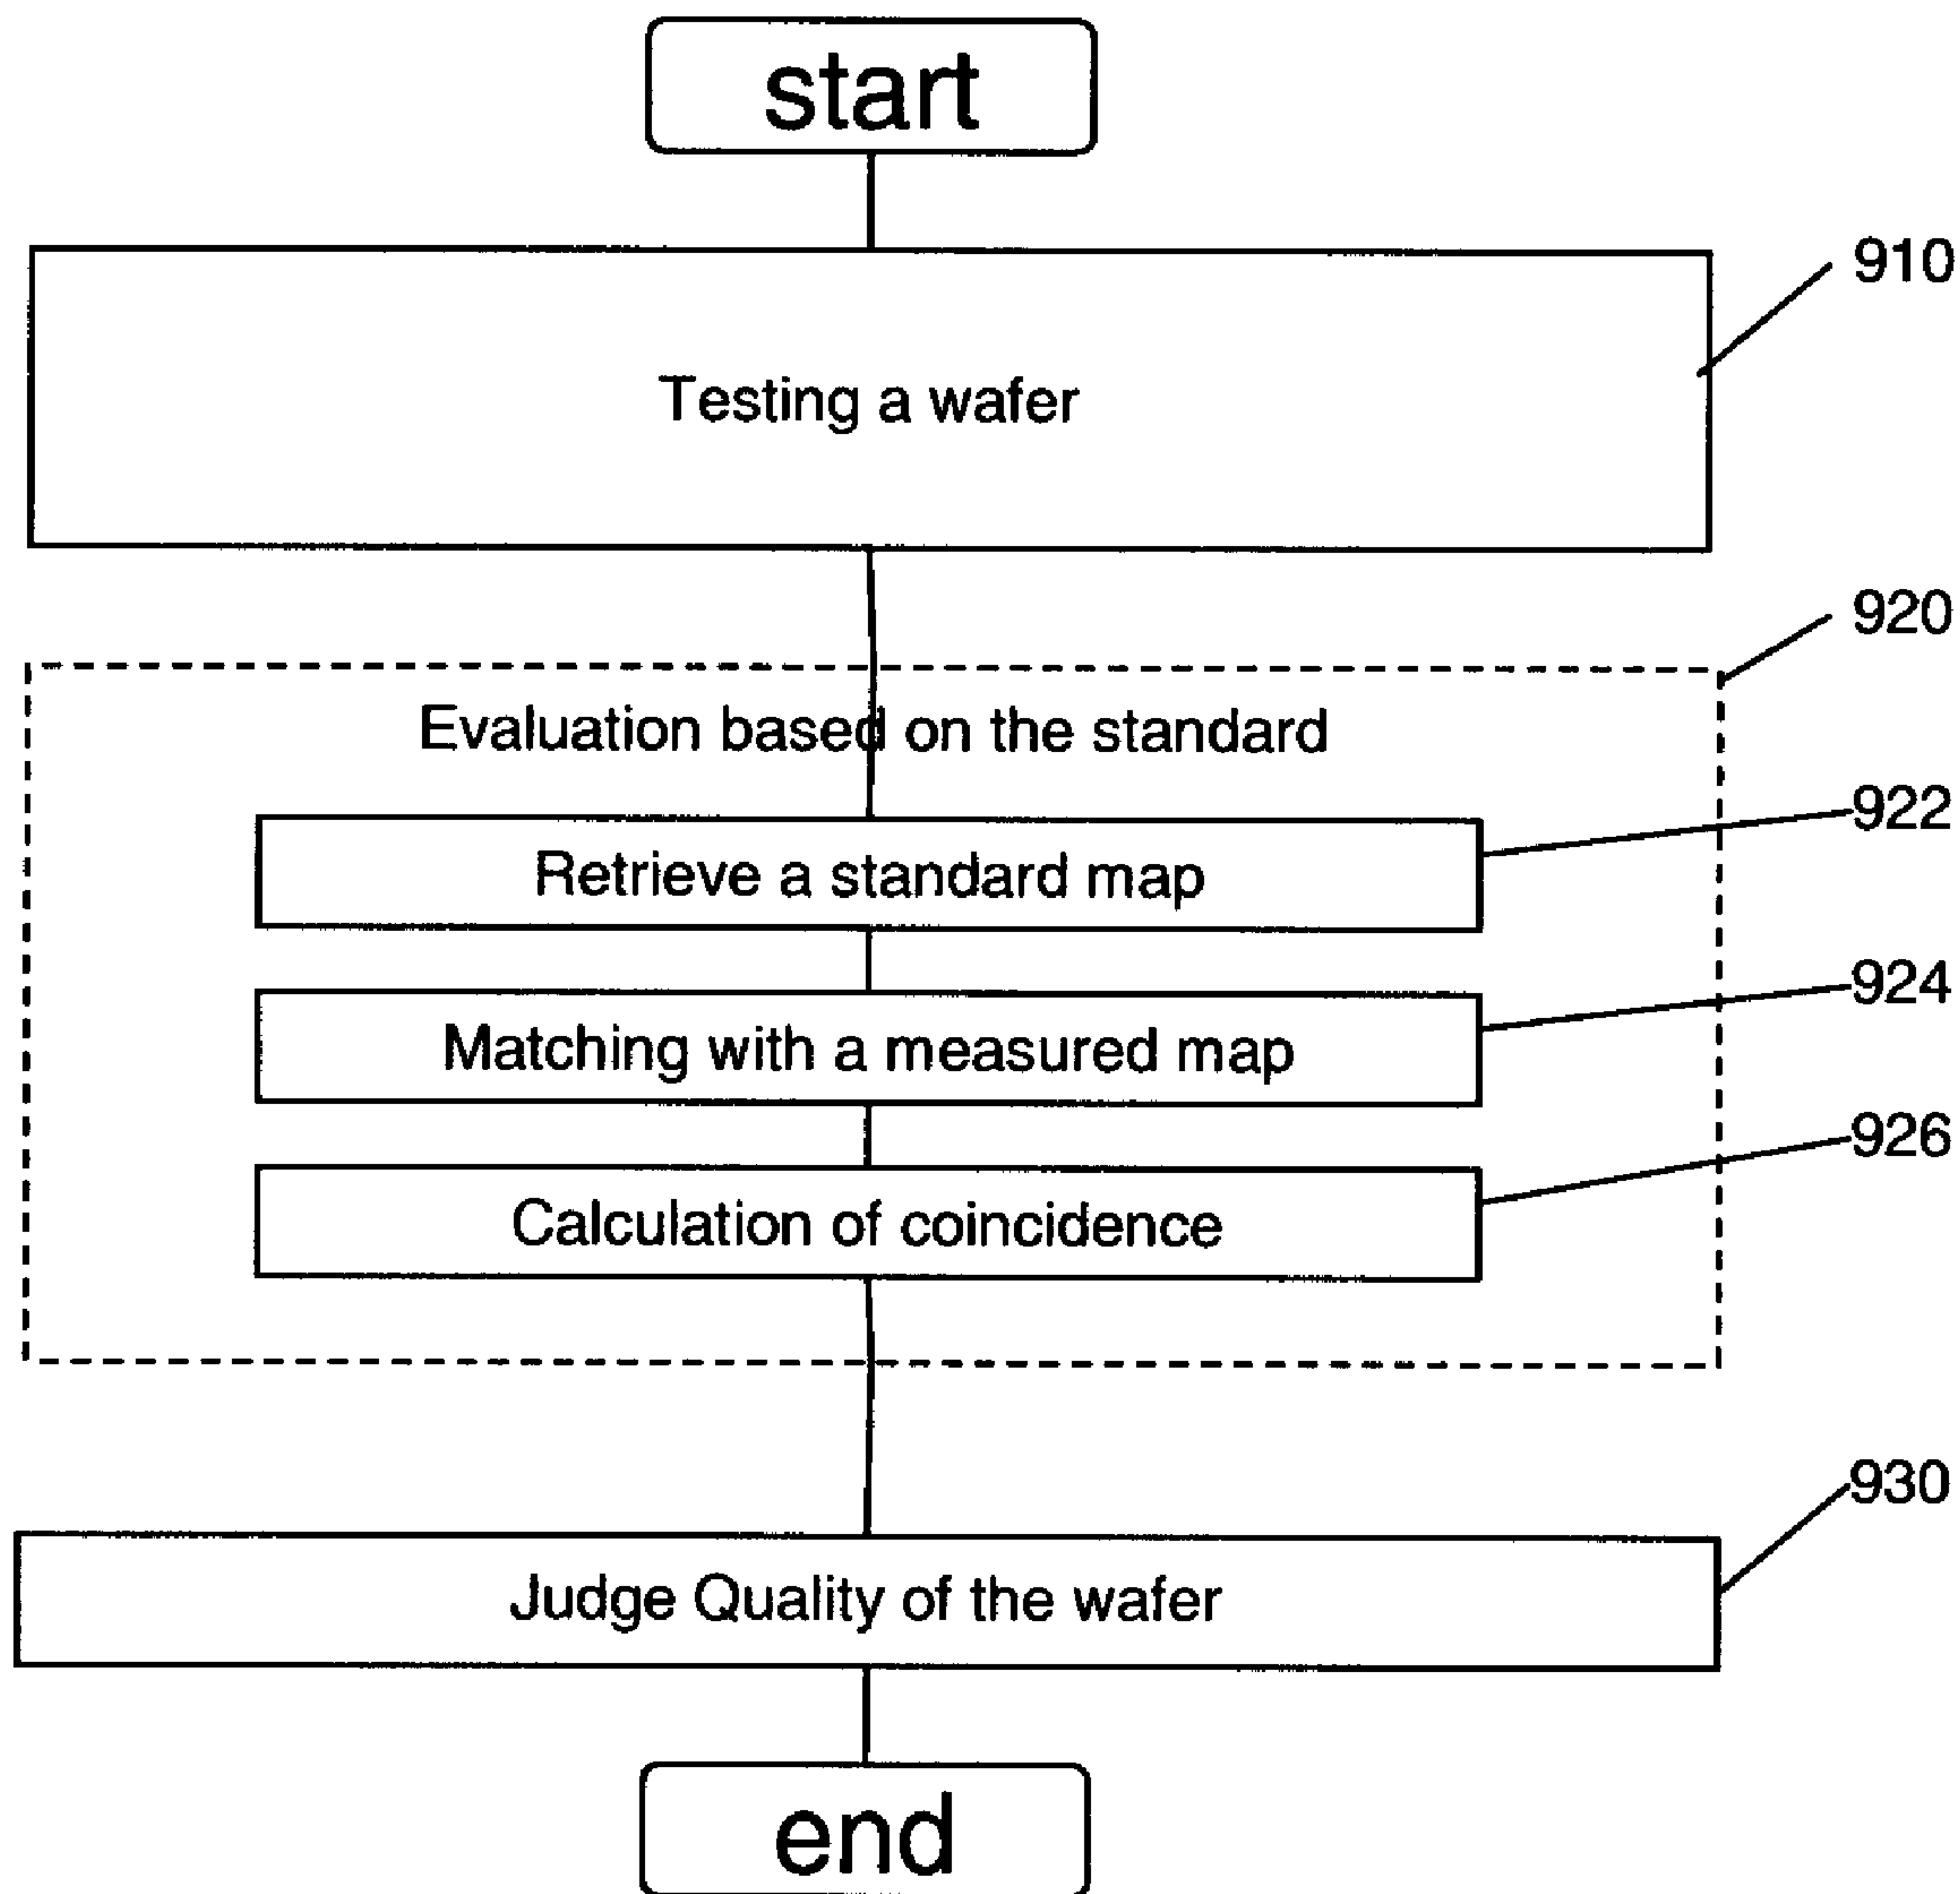 start
910
Testing a wafer
920
Evaluation based on the standard
922
Retrieve a standard map
924
Matching with a measured map
926
Calculation of coincidence
930
Judge Quality of the wafer
end